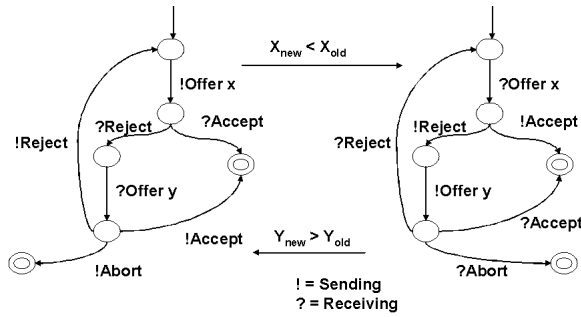 X_new < X_old
!Offer x
?Offer x
?Reject
?Accept
!Reject
!Accept
!Reject
?Reject
?Offer y
!Offer y
!Accept
?Accept
Y_new > Y_old
!Abort
?Abort
! = Sending
? = Receiving